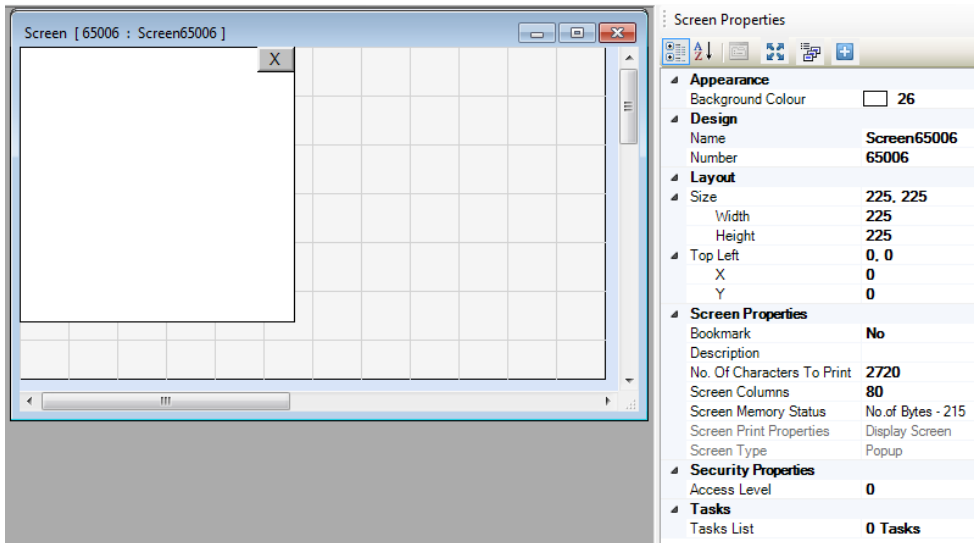 Screen [ 65006 : Screen65006 ]
X
Screen Properties
Appearance
Background Colour 26
Design
Name Screen65006
Number 65006
Layout
Size 225, 225
Width 225
Height 225
Top Left 0, 0
X 0
Y 0
Screen Properties
Bookmark No
Description
No. Of Characters To Print 2720
Screen Columns 80
Screen Memory Status No.of Bytes - 215
Screen Print Properties Display Screen
Screen Type Popup
Security Properties
Access Level 0
Tasks
Tasks List 0 Tasks